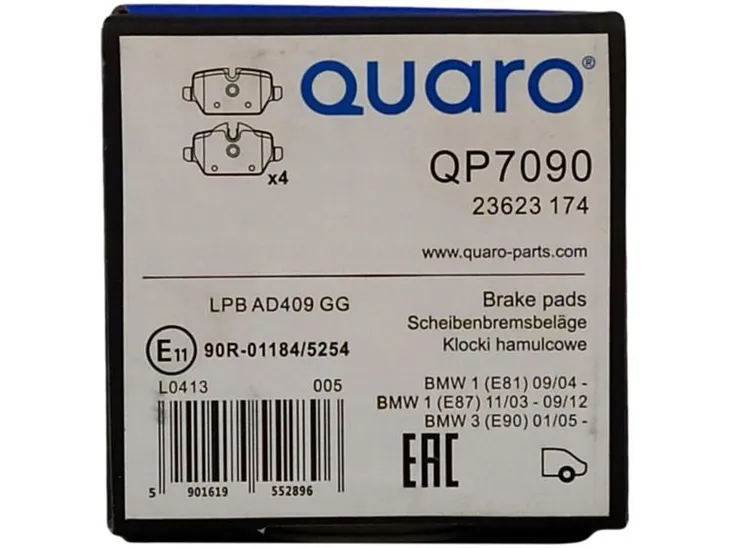 QUARO®
x4
QP7090
23623 174
www.quaro-parts.com
LPB AD409 GG
Brake pads
Scheibenbremsbeläge
E11 90R-01184/5254
Klocki hamulcowe
L0413 005
BMW 1 (E81) 09/04 -
BMW 1 (E87) 11/03 - 09/12
BMW 3 (E90) 01/05 -
EAC
5 901619 552896